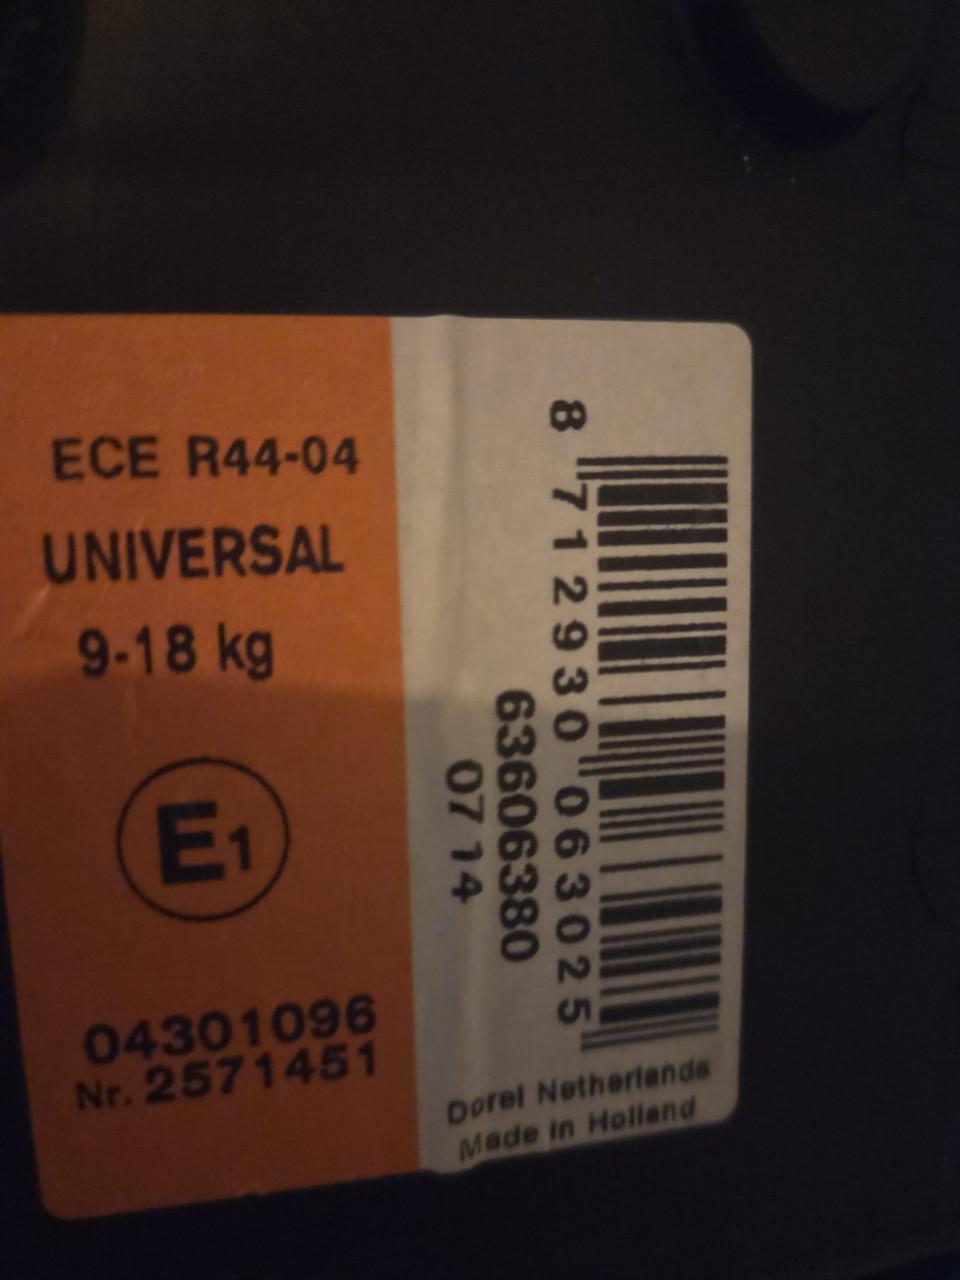 ECE R44-04
UNIVERSAL
9-18 kg
E1
04301096
Nr. 2571451
8 712930 063025
63606380
07 14
Dorel Netherlands
Made in Holland